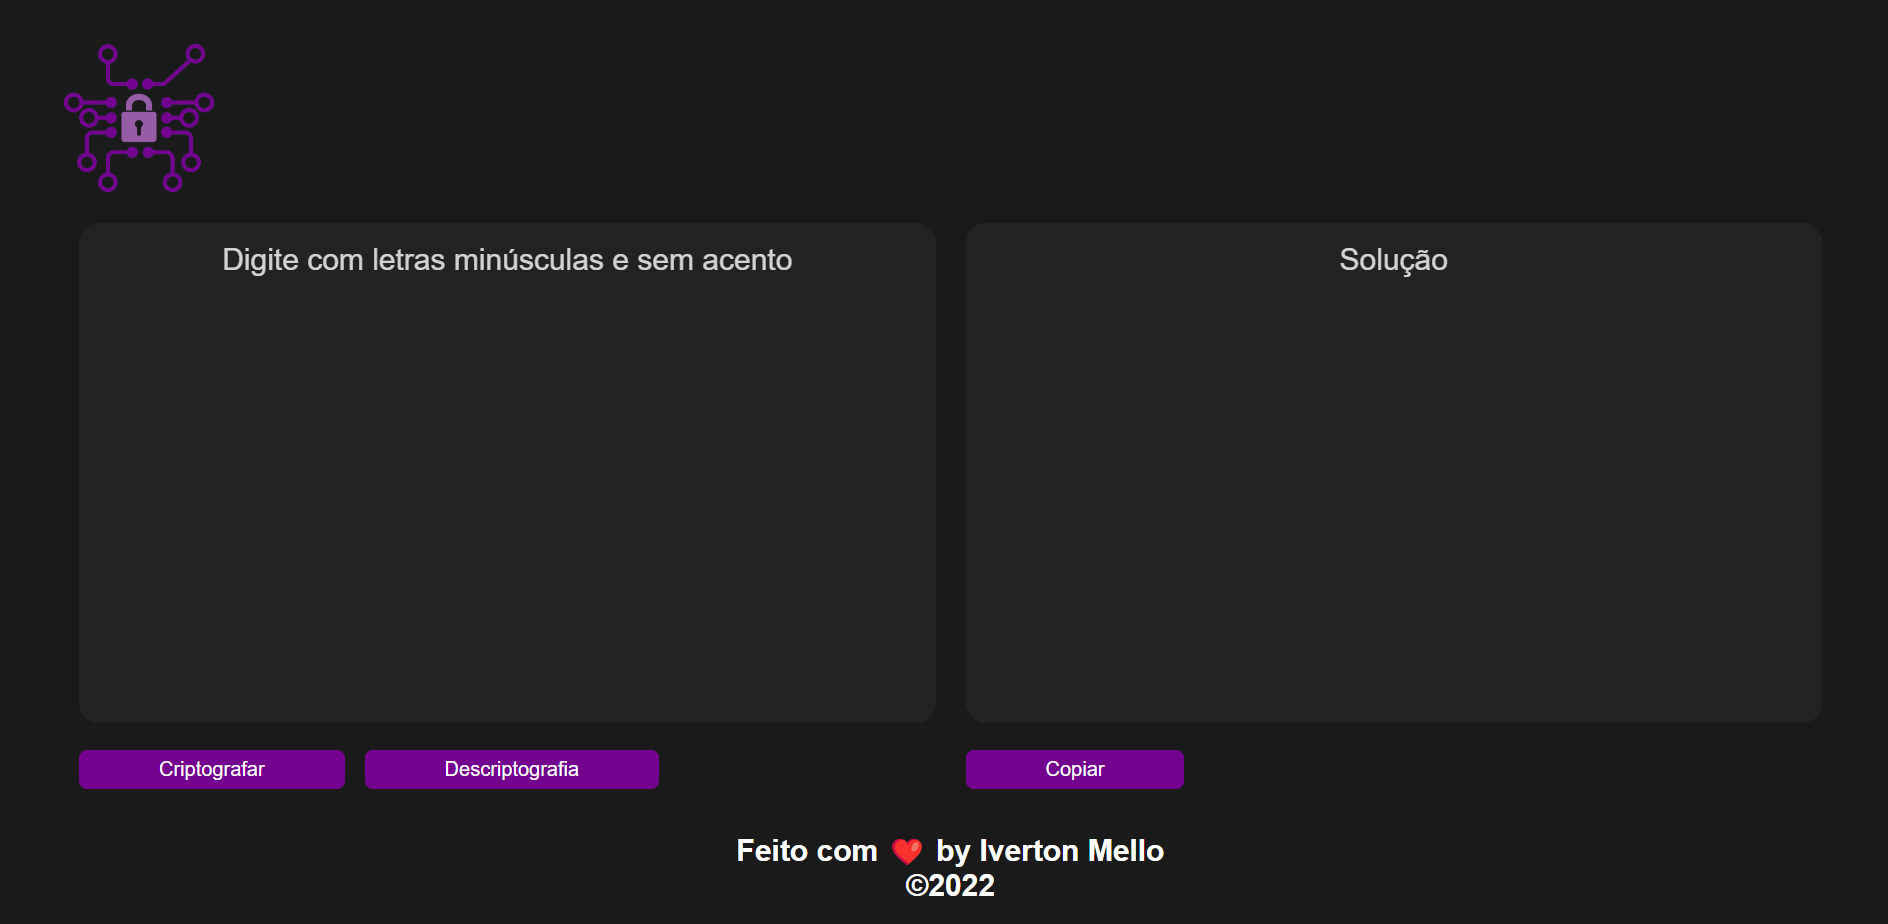 Digite com letras minúsculas e sem acento
Solução
Criptografar
Descriptografia
Copiar
Feito com ❤️ by Iverton Mello
©2022